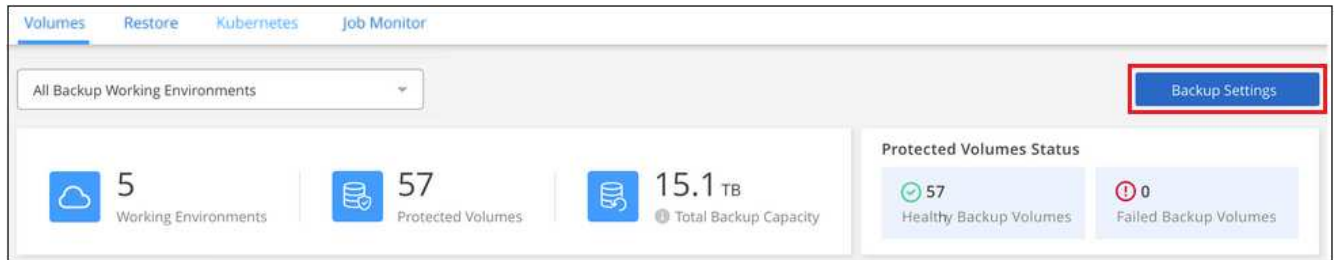 Volumes Restore Kubernetes Job Monitor
All Backup Working Environments
Backup Settings
5
Working Environments
57
Protected Volumes
15.1 TB
Total Backup Capacity
Protected Volumes Status
57
Healthy Backup Volumes
0
Failed Backup Volumes